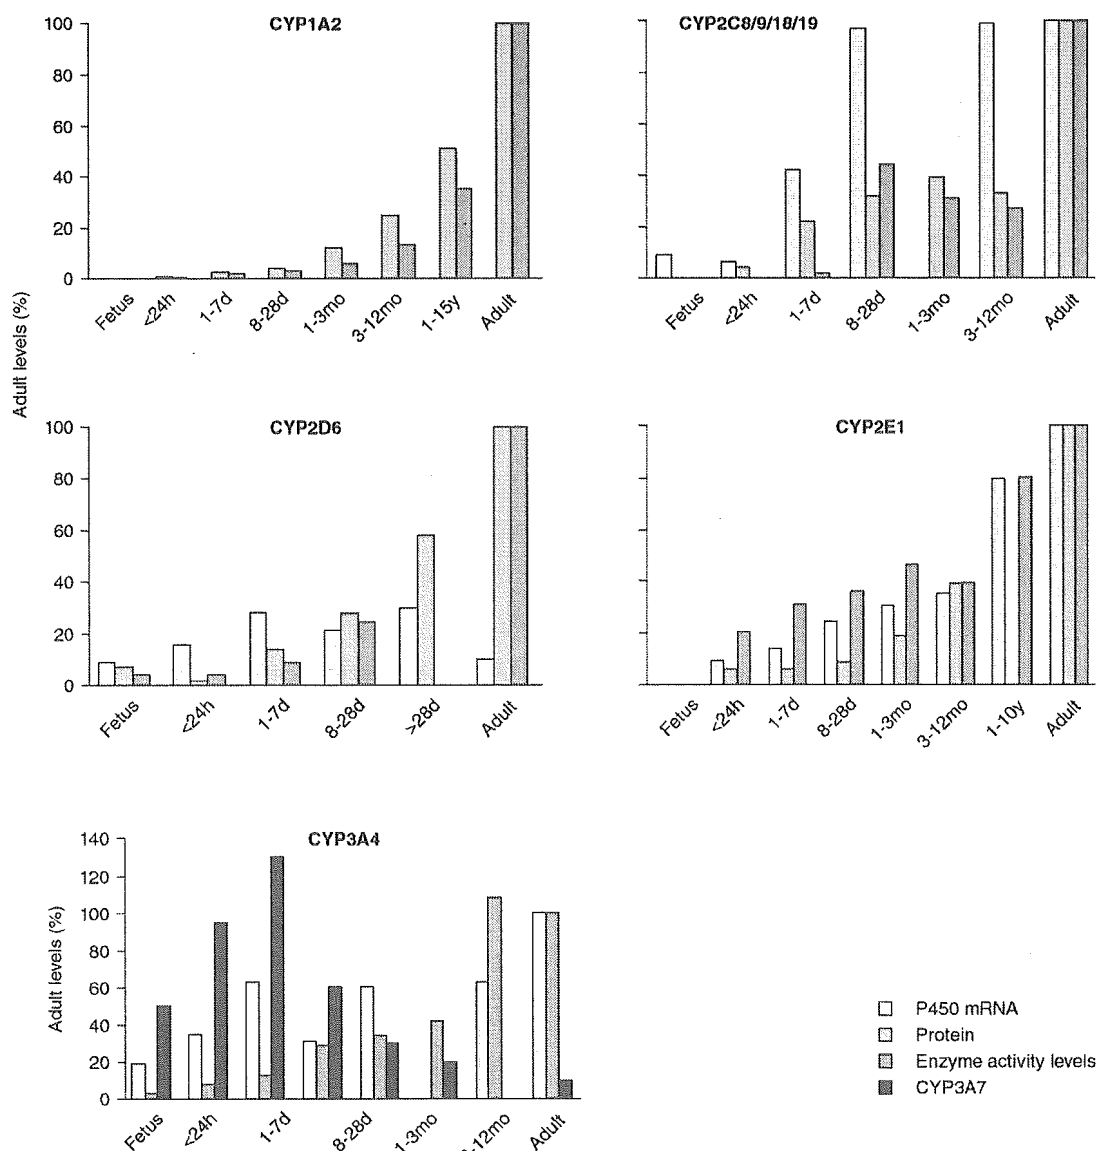 CYP1A2
100
80
60
40
20
0
Fetus
<24h
1-7d
8-28d
1-3mo
3-12mo
1-15y
Adult
CYP2C8/9/18/19
Fetus
<24h
1-7d
8-28d
1-3mo
3-12mo
Adult
Adult levels (%)
CYP2D6
100
80
60
40
20
0
Fetus
<24h
1-7d
8-28d
>28d
Adult
CYP2E1
Fetus
<24h
1-7d
8-28d
1-3mo
3-12mo
1-10y
Adult
CYP3A4
Adult levels (%)
140
120
100
80
60
40
20
0
Fetus
<24h
1-7d
8-28d
1-3mo
-12mo
Adult
P450 mRNA
Protein
Enzyme activity levels
CYP3A7